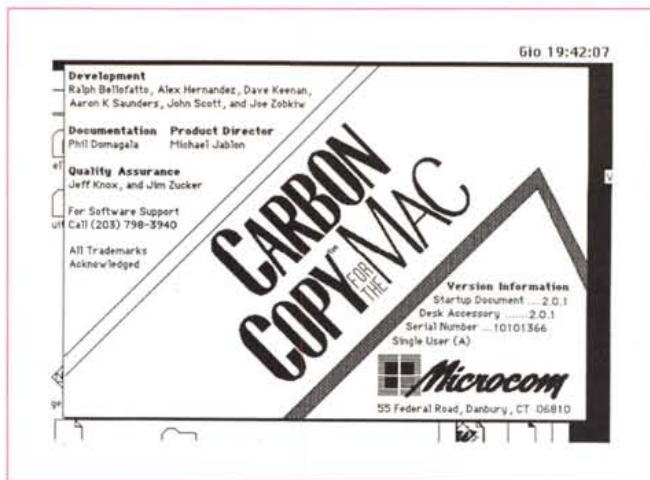 Gio 19:42:07
Development
Ralph Bellofatto, Alex Hernandez, Dave Keenan,
Aaron K Saunders, John Scott, and Joe Zobkiw
Documentation Product Director
Phil Domagala Michael Jablon
Quality Assurance
Jeff Knox, and Jim Zucker
For Software Support
Call (203) 798-3940
All Trademarks
Acknowledged
CARBON
COPY™
FOR
THE
MAC
Version Information
Startup Document .... 2.0.1
Desk Accessory ....... 2.0.1
Serial Number ... 10101366
Single User (A)
Microcom
55 Federal Road, Danbury, CT 06810